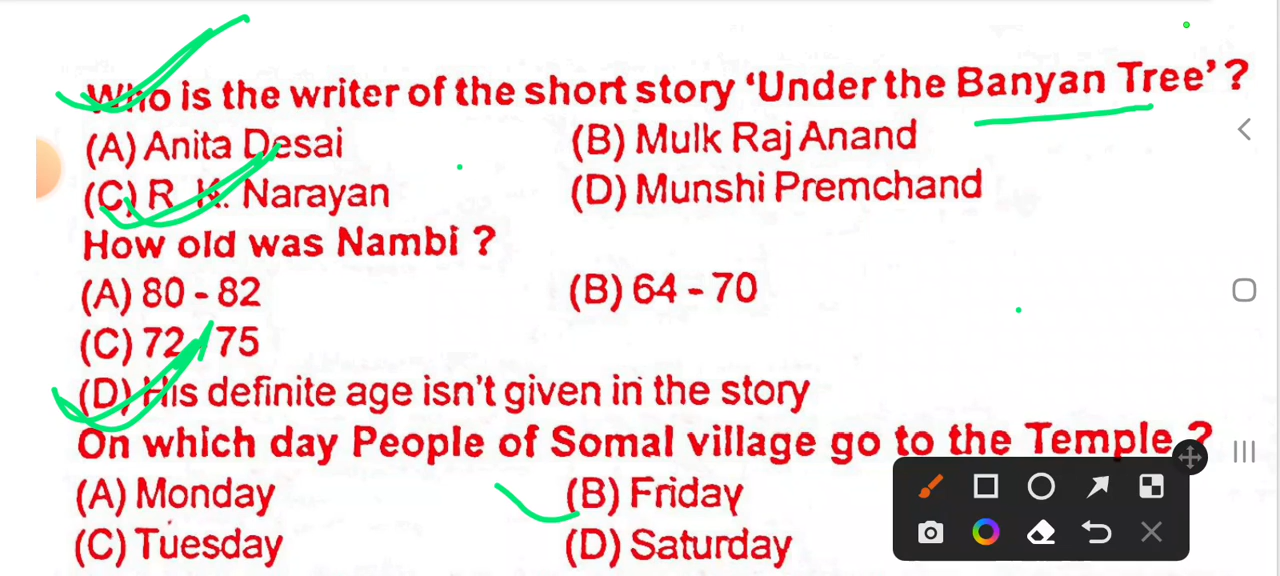 Who is the writer of the short story ‘Under the Banyan Tree’ ?
(A) Anita Desai (B) Mulk Raj Anand
(C) R. K. Narayan (D) Munshi Premchand
How old was Nambi ?
(A) 80 - 82 (B) 64 - 70
(C) 72 - 75
(D) His definite age isn't given in the story
On which day People of Somal village go to the Temple ?
(A) Monday (B) Friday
(C) Tuesday (D) Saturday